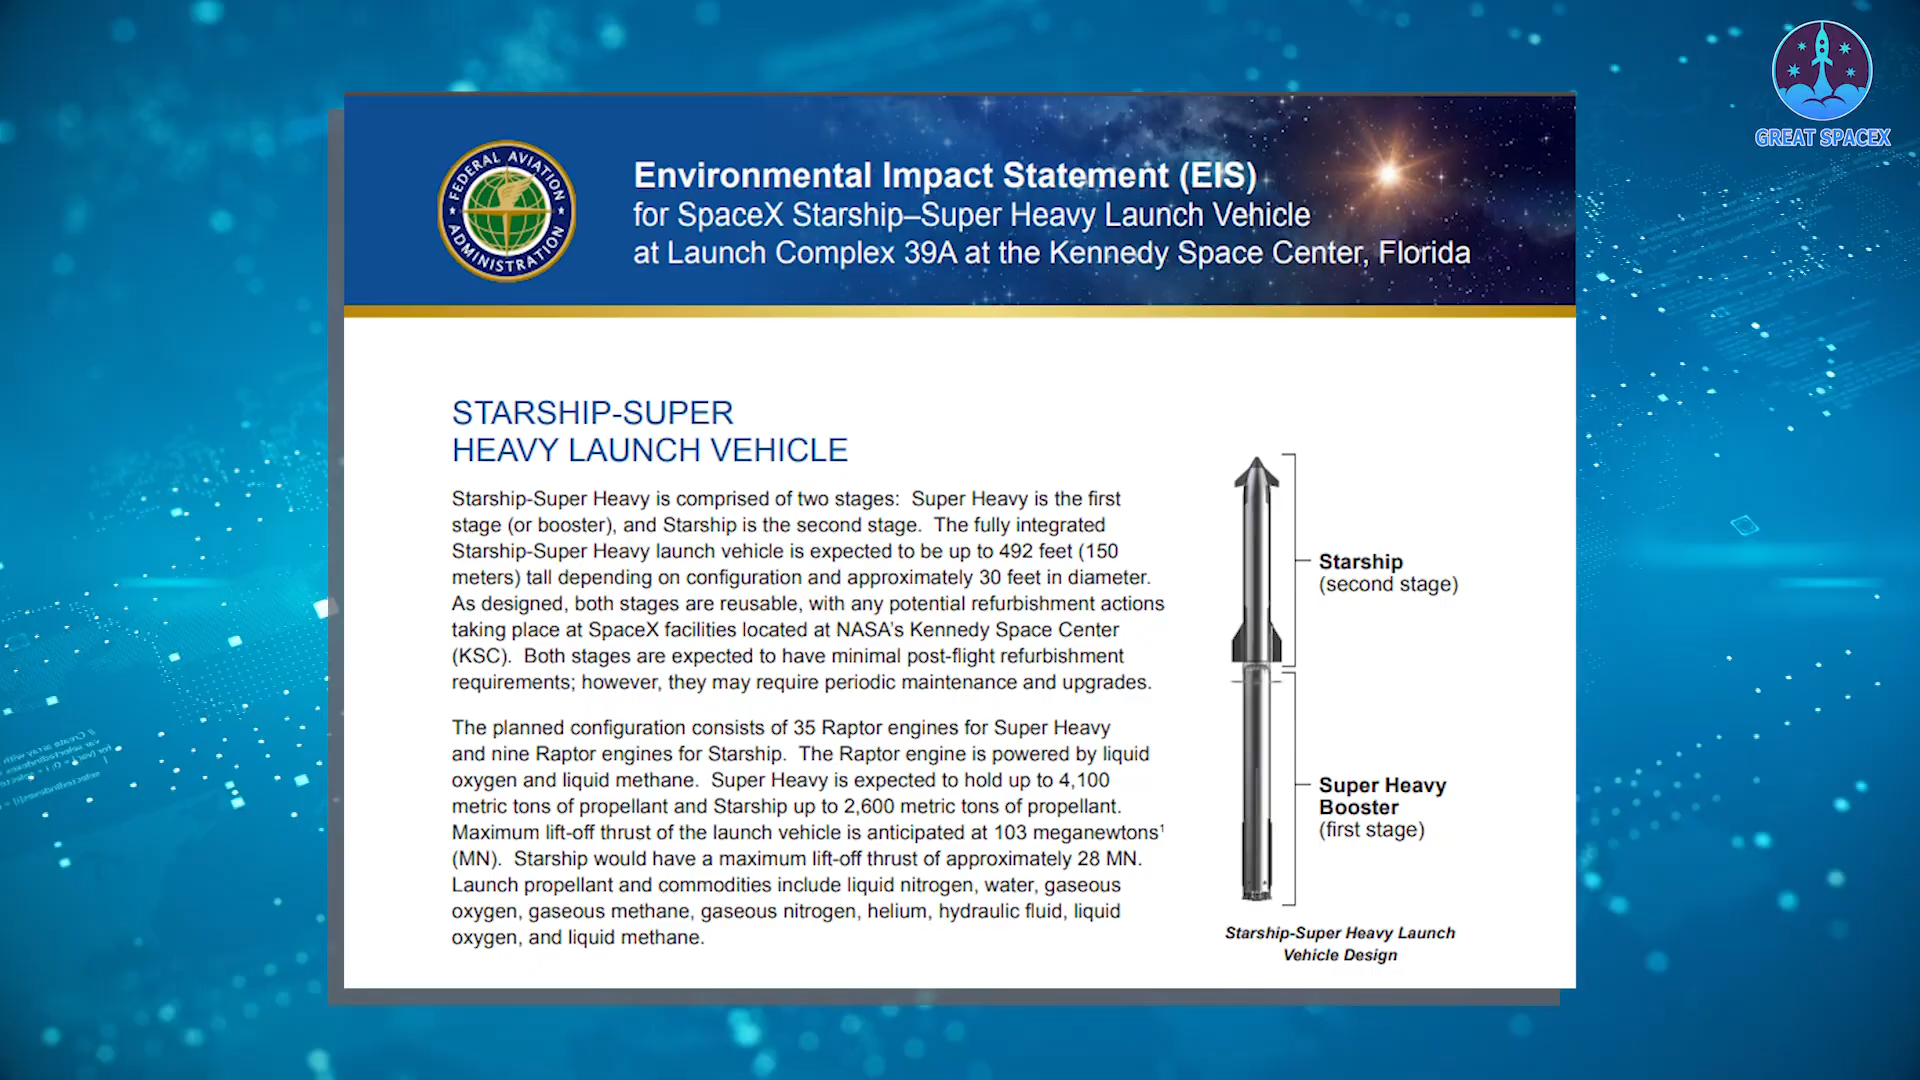 GREAT SPACEX
FEDERAL AVIATION ADMINISTRATION
Environmental Impact Statement (EIS)
for SpaceX Starship–Super Heavy Launch Vehicle
at Launch Complex 39A at the Kennedy Space Center, Florida
STARSHIP-SUPER
HEAVY LAUNCH VEHICLE
Starship-Super Heavy is comprised of two stages: Super Heavy is the first
stage (or booster), and Starship is the second stage. The fully integrated
Starship-Super Heavy launch vehicle is expected to be up to 492 feet (150
meters) tall depending on configuration and approximately 30 feet in diameter.
As designed, both stages are reusable, with any potential refurbishment actions
taking place at SpaceX facilities located at NASA's Kennedy Space Center
(KSC). Both stages are expected to have minimal post-flight refurbishment
requirements; however, they may require periodic maintenance and upgrades.
The planned configuration consists of 35 Raptor engines for Super Heavy
and nine Raptor engines for Starship. The Raptor engine is powered by liquid
oxygen and liquid methane. Super Heavy is expected to hold up to 4,100
metric tons of propellant and Starship up to 2,600 metric tons of propellant.
Maximum lift-off thrust of the launch vehicle is anticipated at 103 meganewtons¹
(MN). Starship would have a maximum lift-off thrust of approximately 28 MN.
Launch propellant and commodities include liquid nitrogen, water, gaseous
oxygen, gaseous methane, gaseous nitrogen, helium, hydraulic fluid, liquid
oxygen, and liquid methane.
Starship
(second stage)
Super Heavy
Booster
(first stage)
Starship-Super Heavy Launch
Vehicle Design